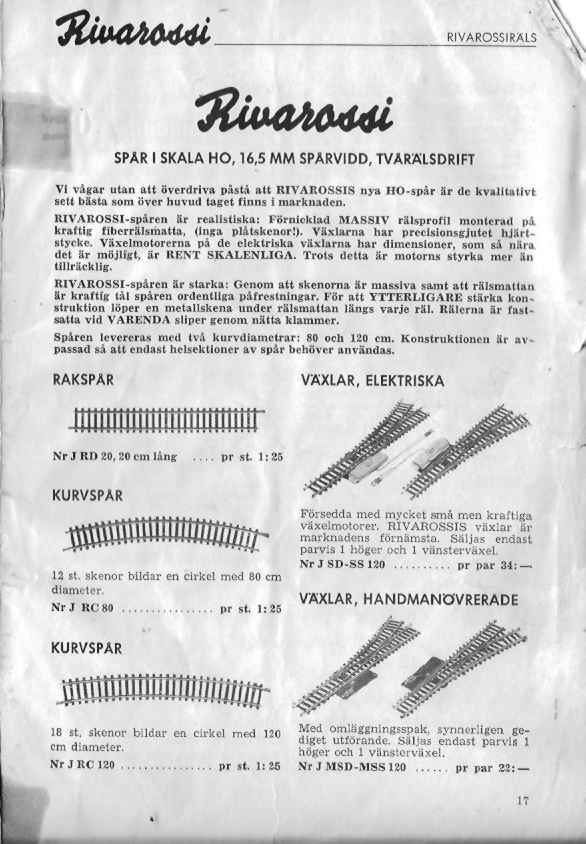 Rivarossi
RIVAROSSIRÄLS
Rivarossi
SPÅR I SKALA HO, 16,5 MM SPÅRVIDD, TVÅRÄLSDRIFT
Vi vågar utan att överdriva påstå att RIVAROSSIS nya HO-spår är de kvalitativt
sett bästa som över huvud taget finns i marknaden.
RIVAROSSI-spåren är realistiska: Förnicklad MASSIV rälsprofil monterad på
kraftig fiberrälsmatta, (inga plåtskenor!). Växlarna har precisionsgjutet hjärt-
stycke. Växelmotorerna på de elektriska växlarna har dimensioner, som så nära
det är möjligt, är RENT SKALENLIGA. Trots detta är motorns styrka mer än
tillräcklig.
RIVAROSSI-spåren är starka: Genom att skenorna är massiva samt att rälsmattan
är kraftig tål spåren ordentliga påfrestningar. För att YTTERLIGARE stärka kon-
struktion löper en metallskena under rälsmattan längs varje räl. Rälerna är fast-
satta vid VARENDA sliper genom nätta klammer.
Spåren levereras med två kurvdiametrar: 80 och 120 cm. Konstruktionen är av-
passad så att endast helsektioner av spår behöver användas.
RAKSPÅR
Nr J RD 20, 20 cm lång .... pr st. 1:25
KURVSPÅR
12 st. skenor bildar en cirkel med 80 cm
diameter.
Nr J RC 80 ................ pr st. 1:25
KURVSPÅR
18 st. skenor bildar en cirkel med 120
cm diameter.
Nr J RC 120 ................ pr st. 1:25
VÄXLAR, ELEKTRISKA
Försedda med mycket små men kraftiga
växelmotorer. RIVAROSSIS växlar är
marknadens förnämsta. Säljas endast
parvis 1 höger och 1 vänsterväxel.
Nr J SD-SS 120 .......... pr par 34:—
VÄXLAR, HANDMANÖVRERADE
Med omläggningsspak, synnerligen ge-
diget utförande. Säljas endast parvis 1
höger och 1 vänsterväxel.
Nr J MSD-MSS 120 ...... pr par 22:—
17